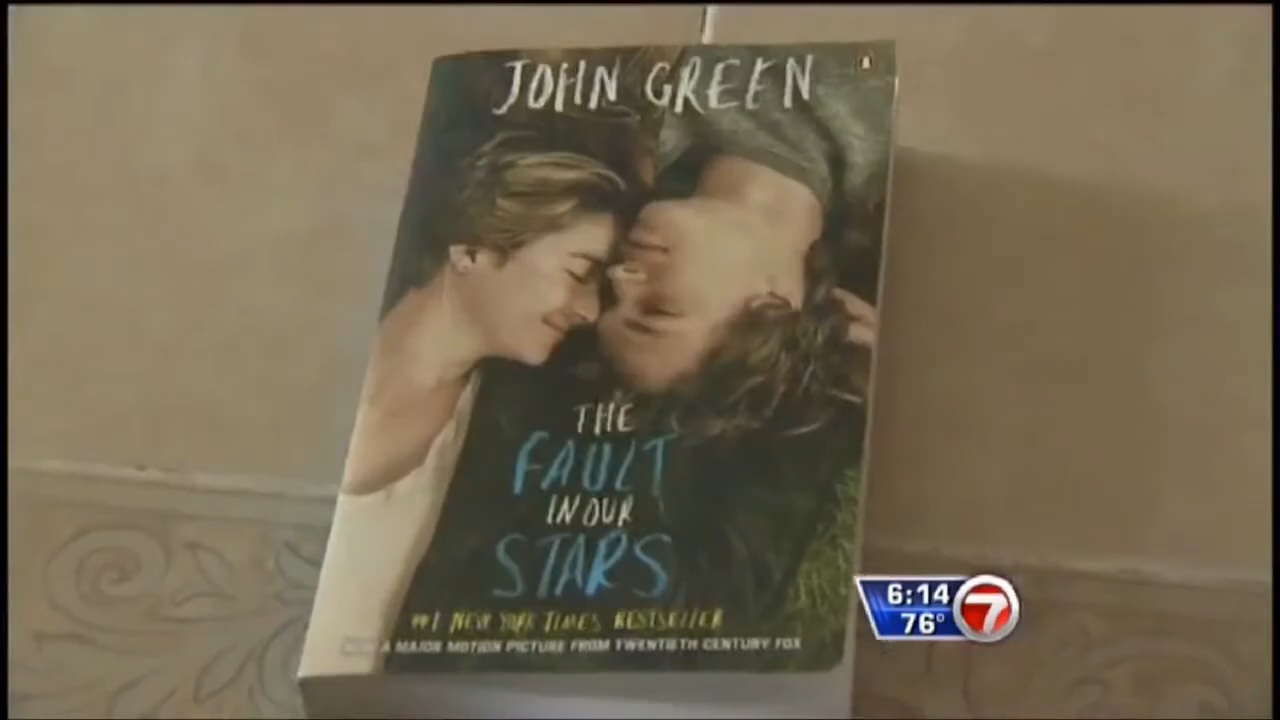 JOHN GREEN
THE
FAULT
IN OUR
STARS
#1 NEW YORK TIMES BESTSELLER
NOW A MAJOR MOTION PICTURE FROM TWENTIETH CENTURY FOX
6:14
76°
7